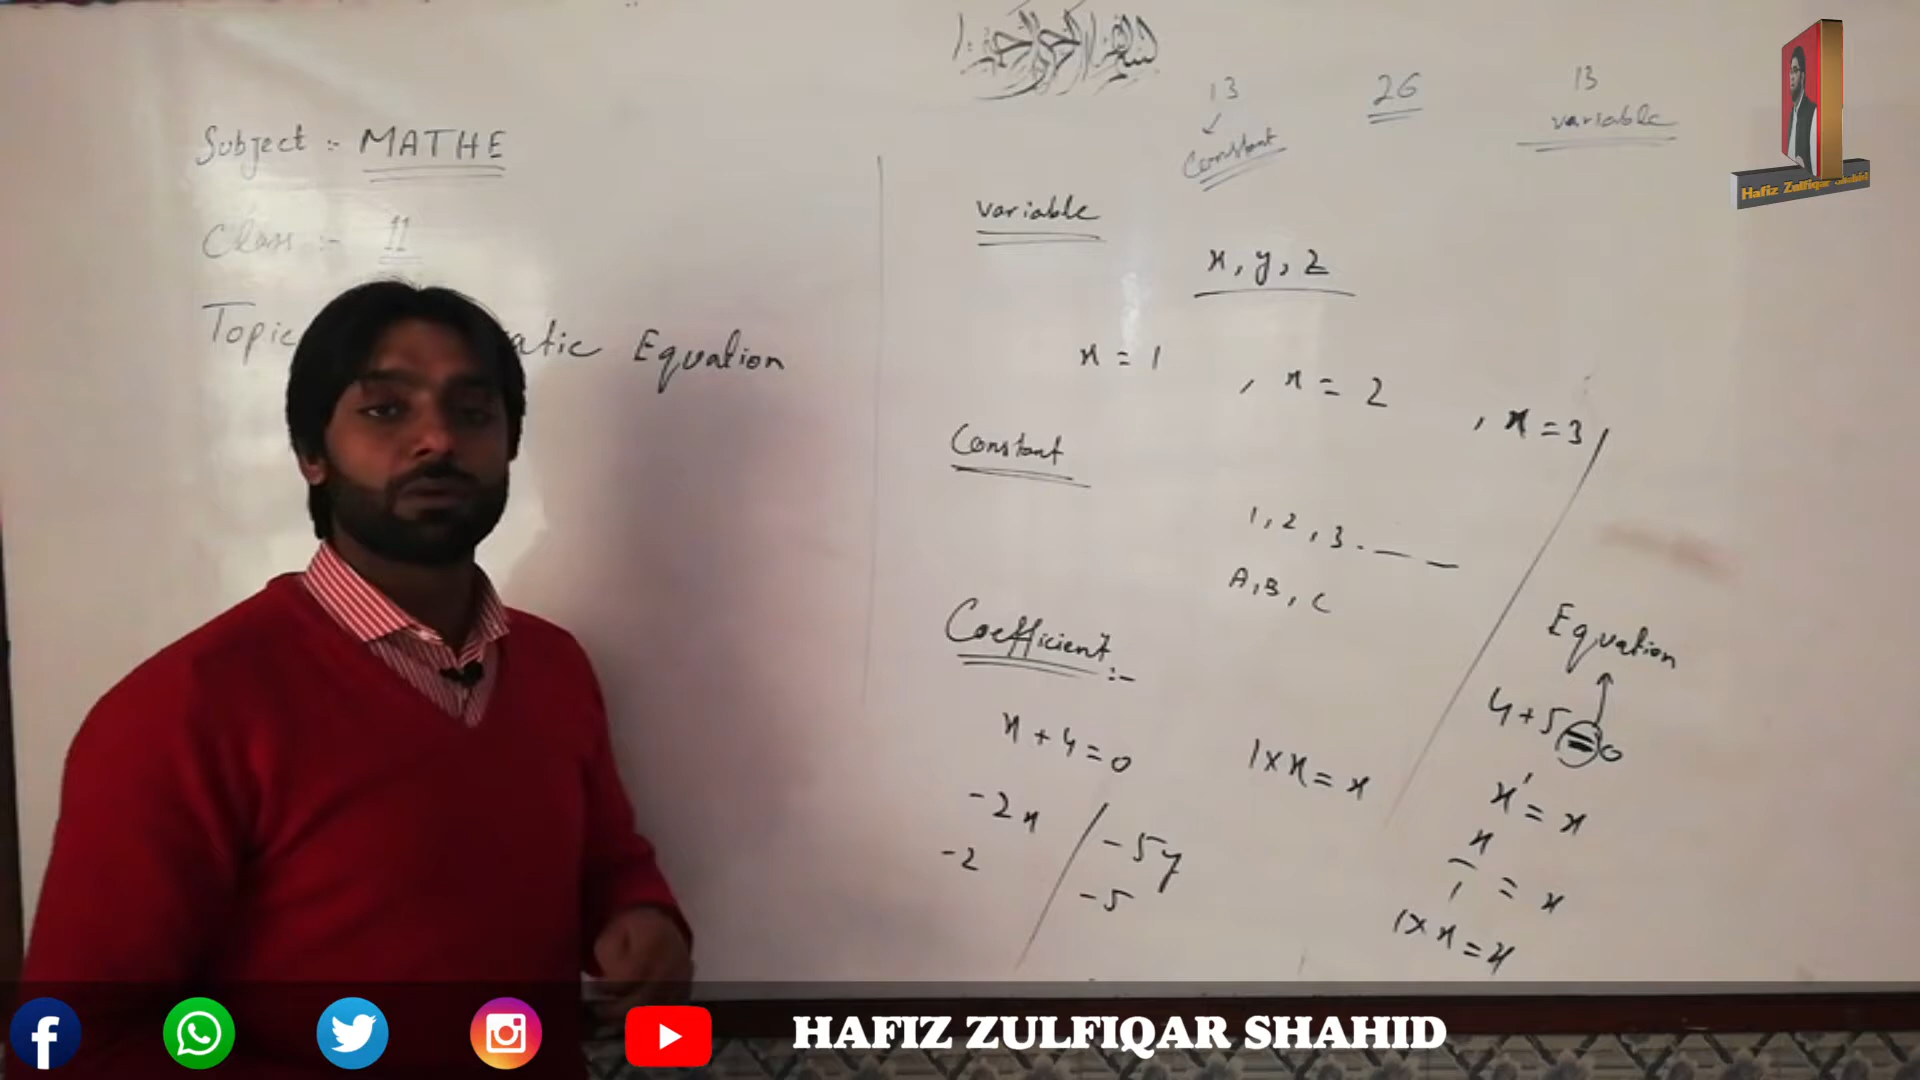 Subject :- MATHE
Class :- 11
Topic atic Equation
13
Constant
26
13
variable
variable
x, y, z
x = 1 , x = 2 , x = 3
Constant
1, 2, 3 - — —
A, B, C
Coefficient :-
x + 4 = 0
1 x x = x
-2x
-2
-5y
-5
Equation
4 + 5 = 0
x' = x
x/1 = x
1 x x = x
Hafiz Zulfiqar Shahid
HAFIZ ZULFIQAR SHAHID